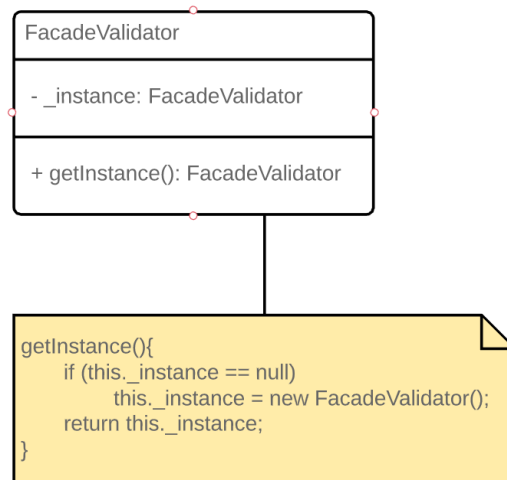 FacadeValidator
- _instance: FacadeValidator
+ getInstance(): FacadeValidator
getInstance(){
if (this._instance == null)
this._instance = new FacadeValidator();
return this._instance;
}